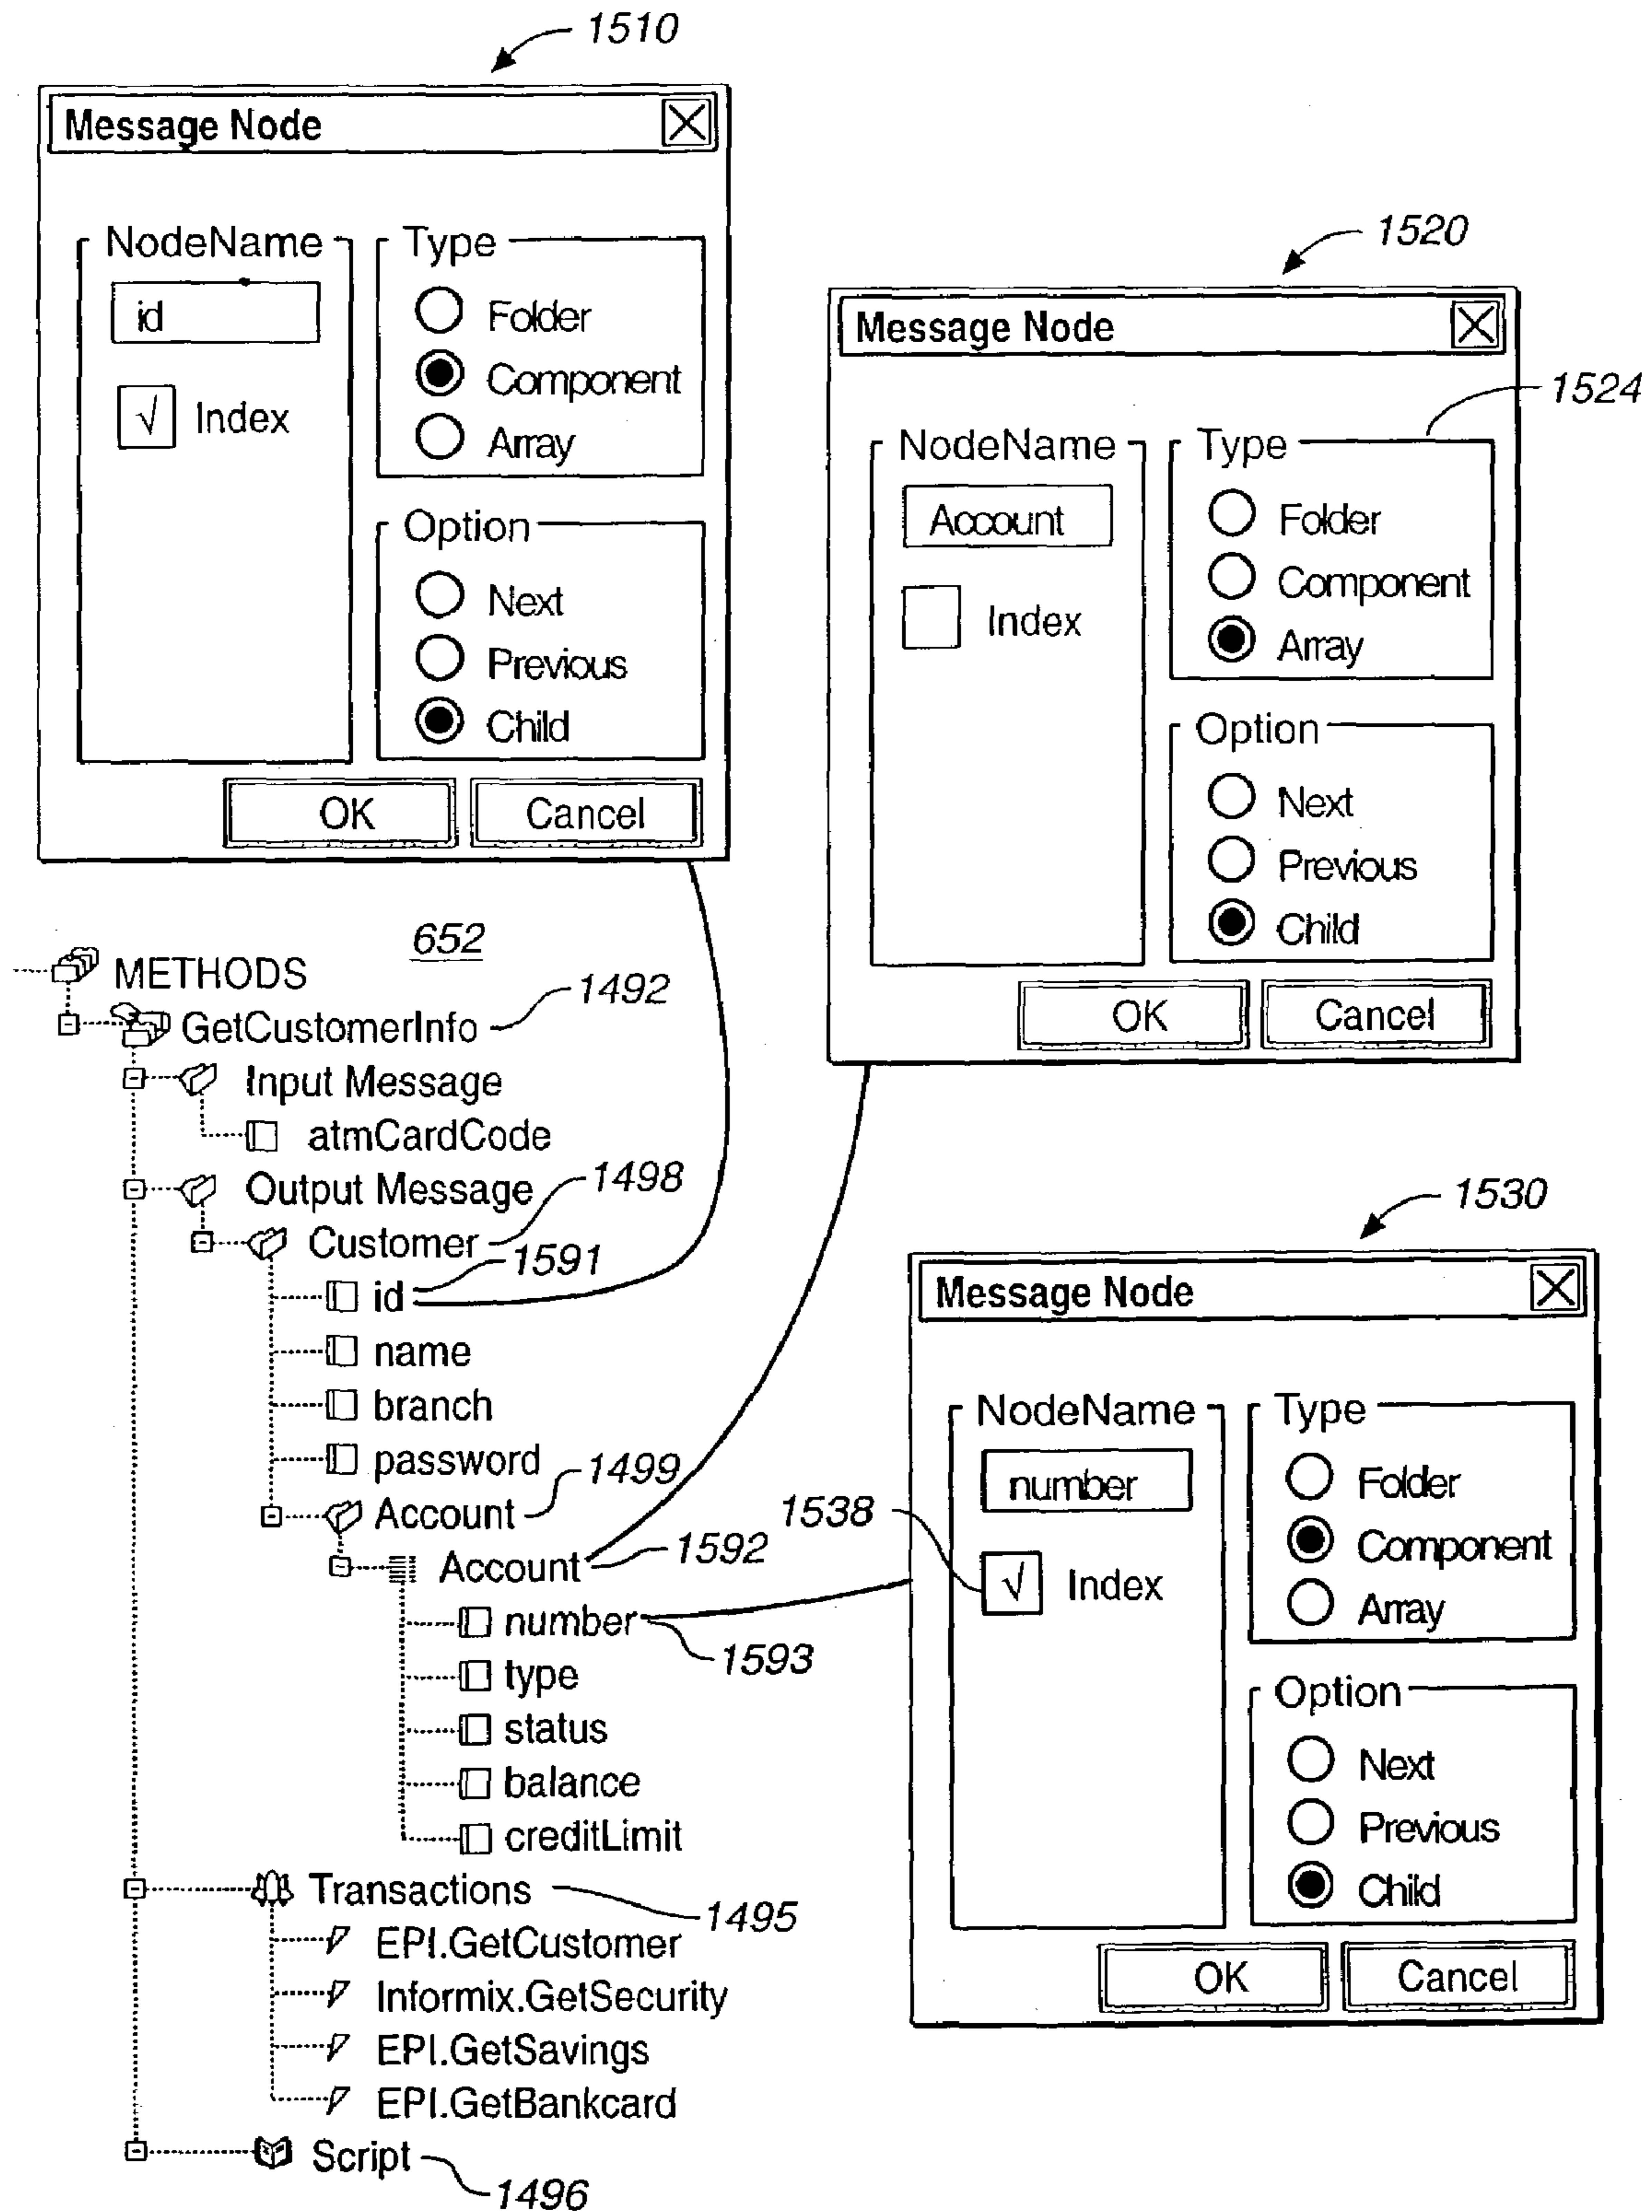 1510
Message Node
NodeName
id
√ Index
Type
Folder
Component
Array
Option
Next
Previous
Child
OK
Cancel
1520
Message Node
1524
NodeName
Account
Index
Type
Folder
Component
Array
Option
Next
Previous
Child
OK
Cancel
652
METHODS
GetCustomerInfo 1492
Input Message
atmCardCode
Output Message
Customer 1498
id 1591
name
branch
password
Account 1499
Account 1592
number 1593
type
status
balance
creditLimit
Transactions 1495
EPI.GetCustomer
Informix.GetSecurity
EPI.GetSavings
EPI.GetBankcard
Script 1496
1530
Message Node
NodeName
number
1538
√ Index
Type
Folder
Component
Array
Option
Next
Previous
Child
OK
Cancel